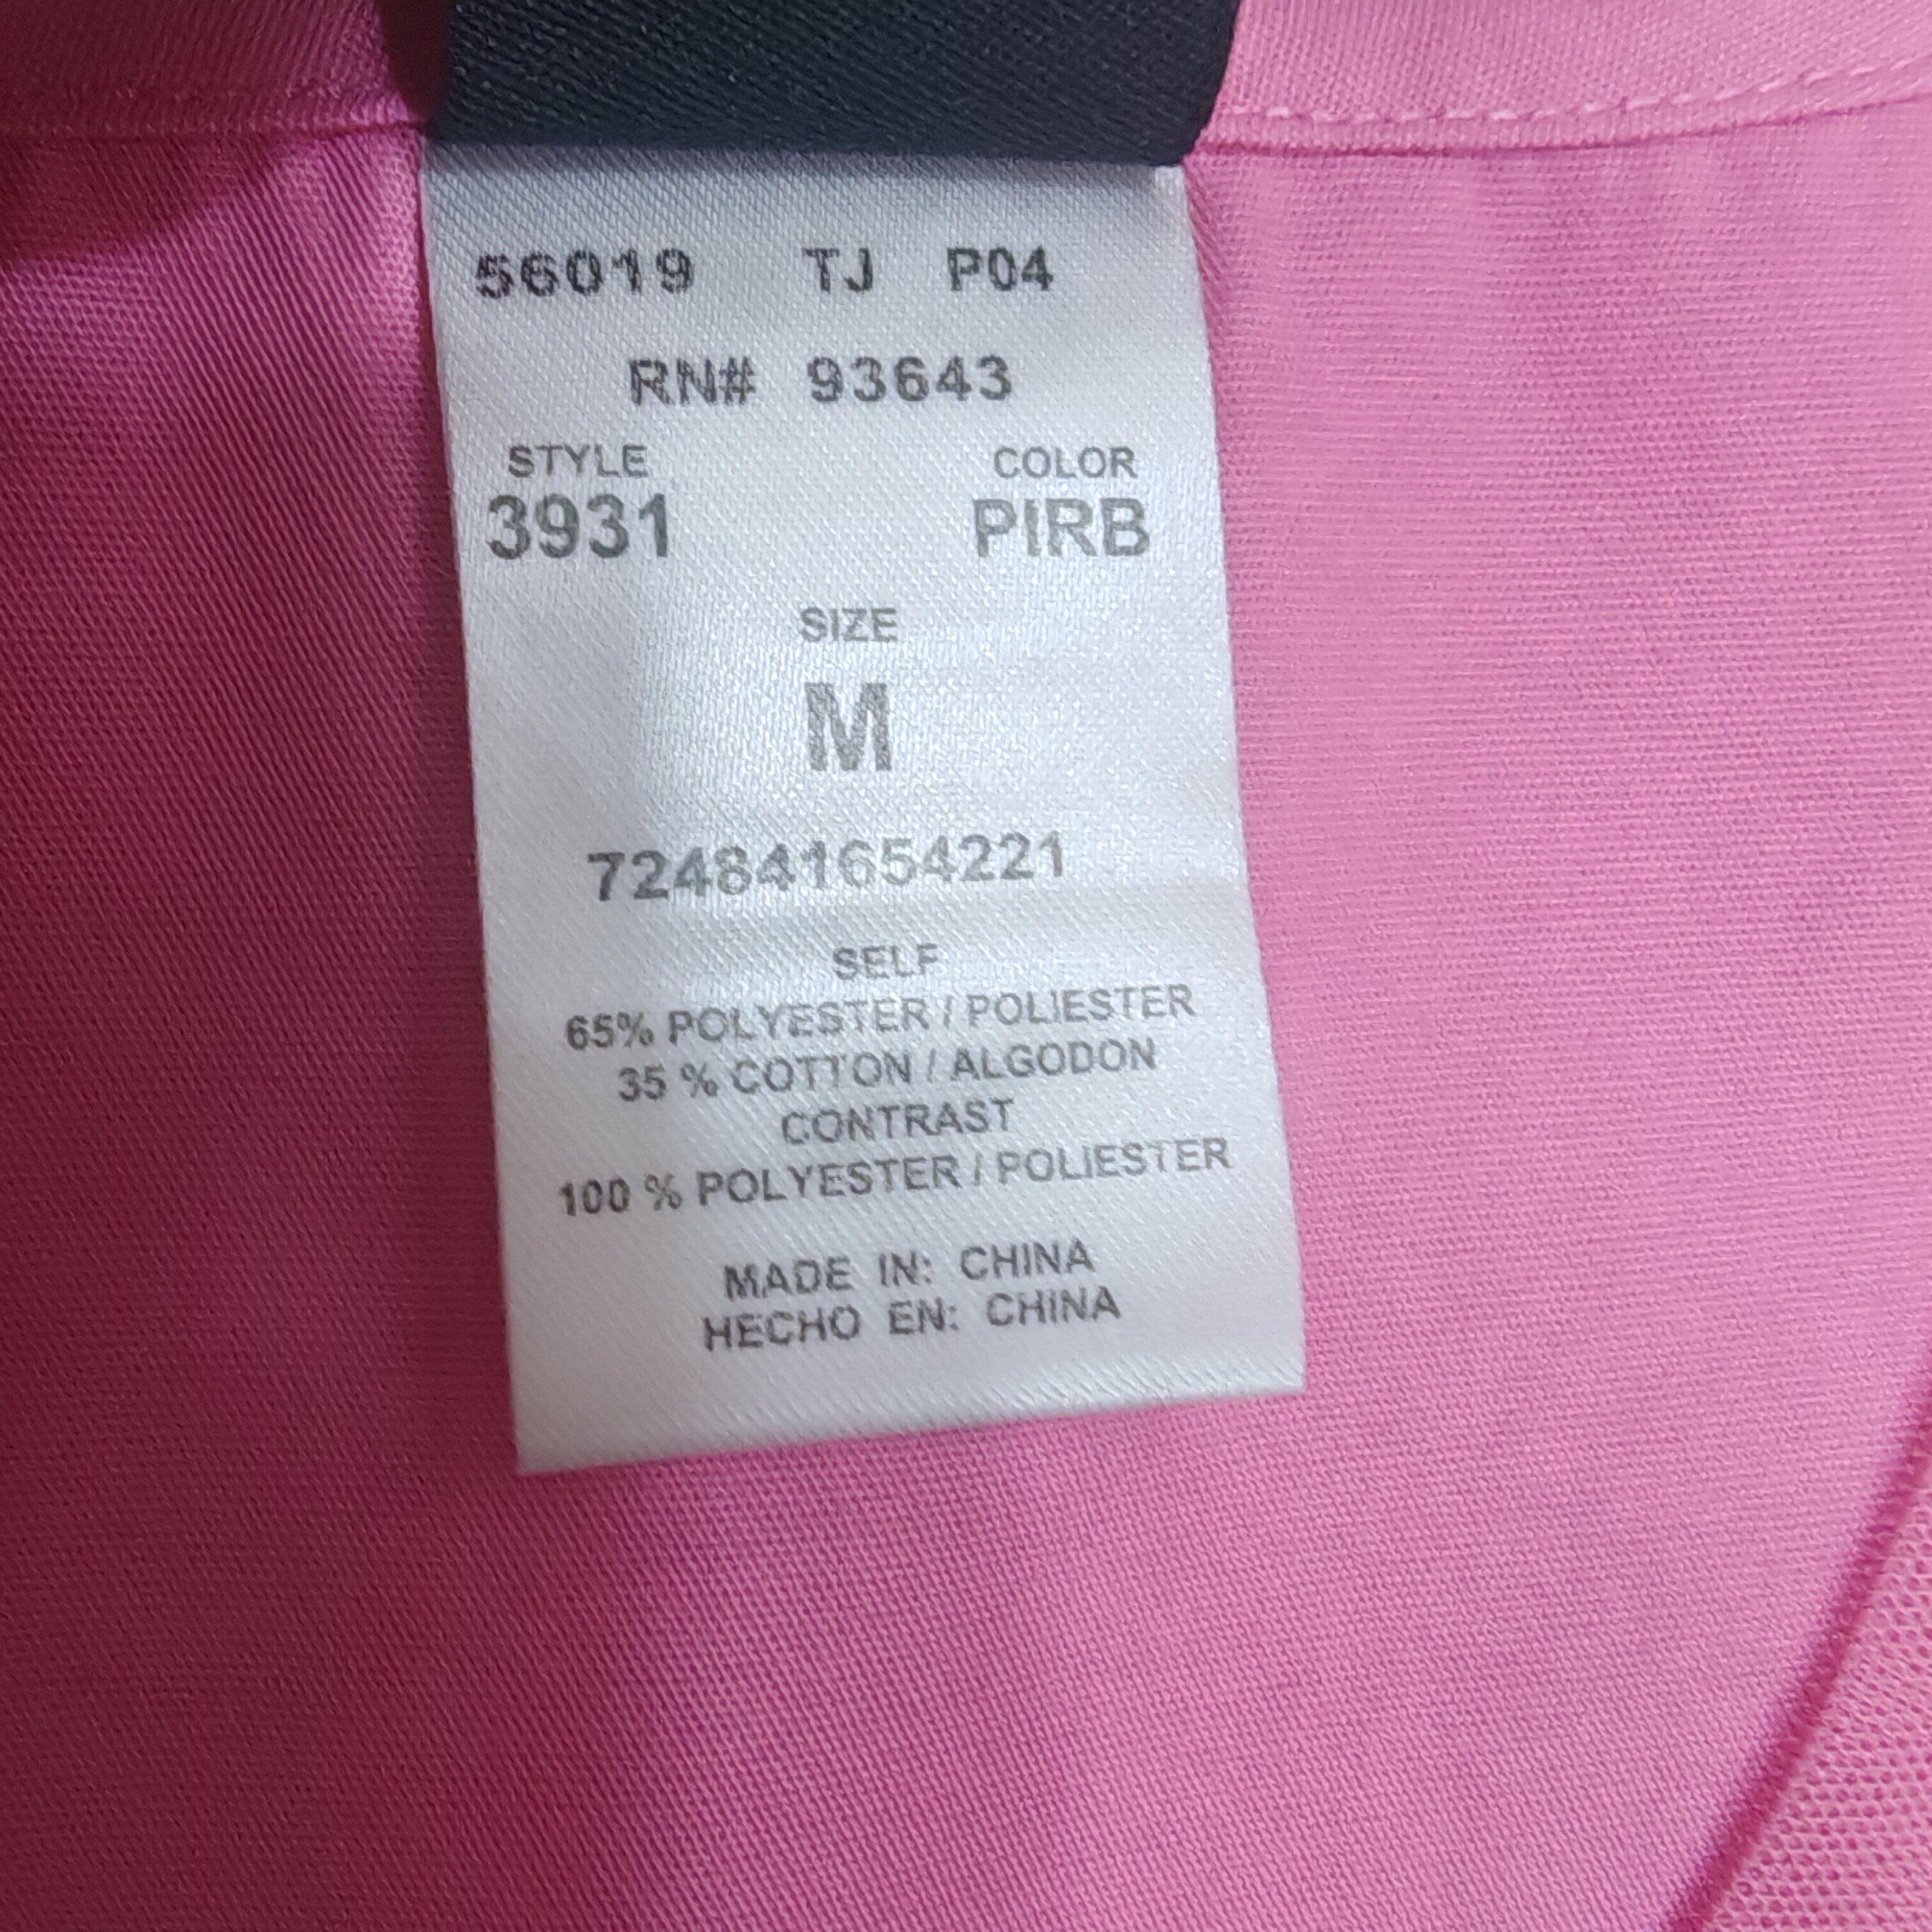 56019 TJ P04
RN# 93643
STYLE COLOR
3931 PIRB
SIZE
M
724841654221
SELF
65% POLYESTER / POLIESTER
35 % COTTON / ALGODON
CONTRAST
100 % POLYESTER / POLIESTER
MADE IN: CHINA
HECHO EN: CHINA